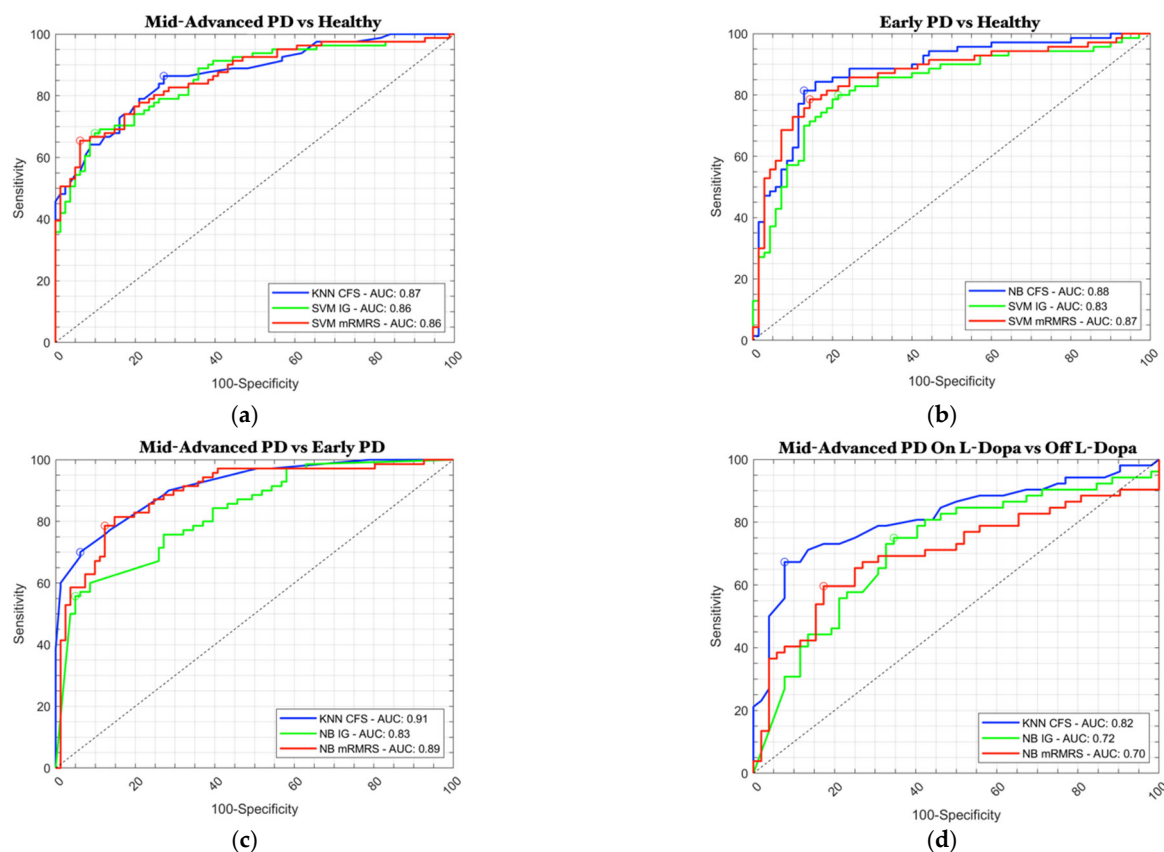 Mid-Advanced PD vs Healthy
100
80
60
40
20
0
Sensitivity
KNN CFS - AUC: 0.87
SVM IG - AUC: 0.86
SVM mRMRS - AUC: 0.86
0
20
40
60
80
100
100-Specificity
(a)
Early PD vs Healthy
100
80
60
40
20
0
Sensitivity
NB CFS - AUC: 0.88
SVM IG - AUC: 0.83
SVM mRMRS - AUC: 0.87
0
20
40
60
80
100
100-Specificity
(b)
Mid-Advanced PD vs Early PD
100
80
60
40
20
0
Sensitivity
KNN CFS - AUC: 0.91
NB IG - AUC: 0.83
NB mRMRS - AUC: 0.89
0
20
40
60
80
100
100-Specificity
(c)
Mid-Advanced PD On L-Dopa vs Off L-Dopa
100
80
60
40
20
0
Sensitivity
KNN CFS - AUC: 0.82
NB IG - AUC: 0.72
NB mRMRS - AUC: 0.70
0
20
40
60
80
100
100-Specificity
(d)